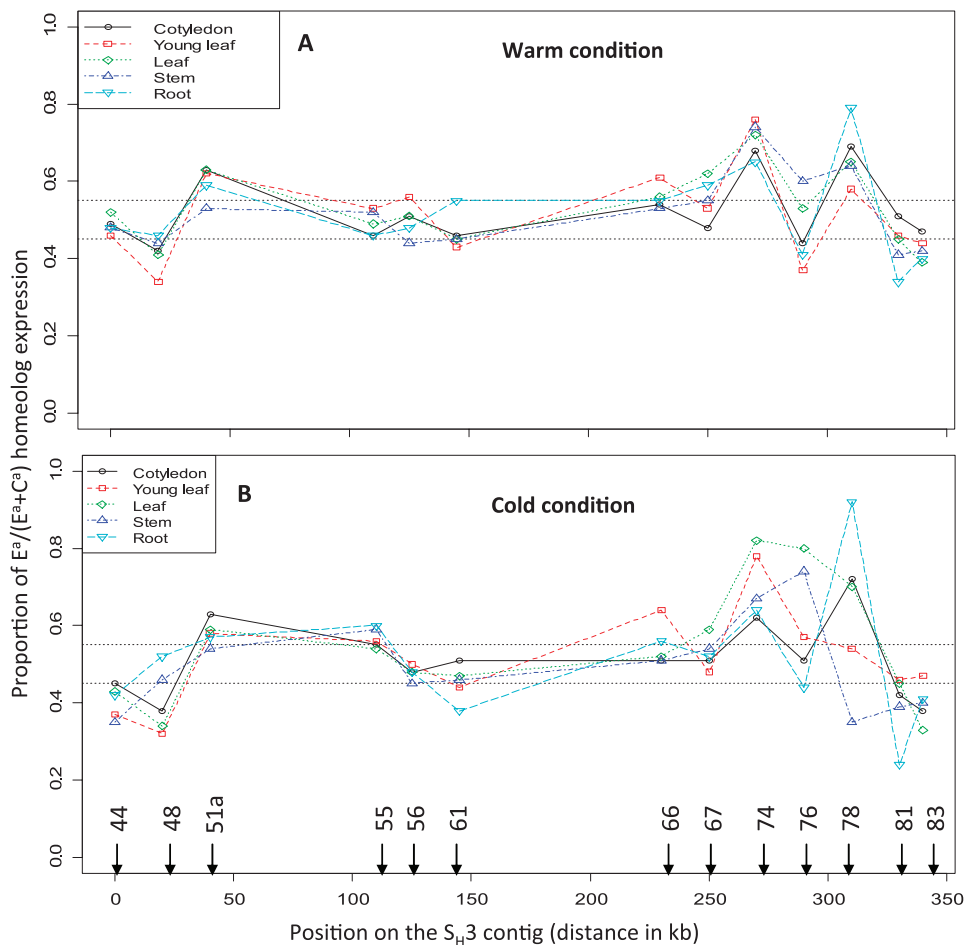 Proportion of Eª/(Eª+Cª) homeolog expression
A
Warm condition
Cotyledon
Young leaf
Leaf
Stem
Root
1.0
0.8
0.6
0.4
0.2
0.0
B
Cold condition
Cotyledon
Young leaf
Leaf
Stem
Root
1.0
0.8
0.6
0.4
0.2
0.0
44 48 51a 55 56 61 66 67 74 76 78 81 83
0 50 100 150 200 250 300 350
Position on the SH3 contig (distance in kb)